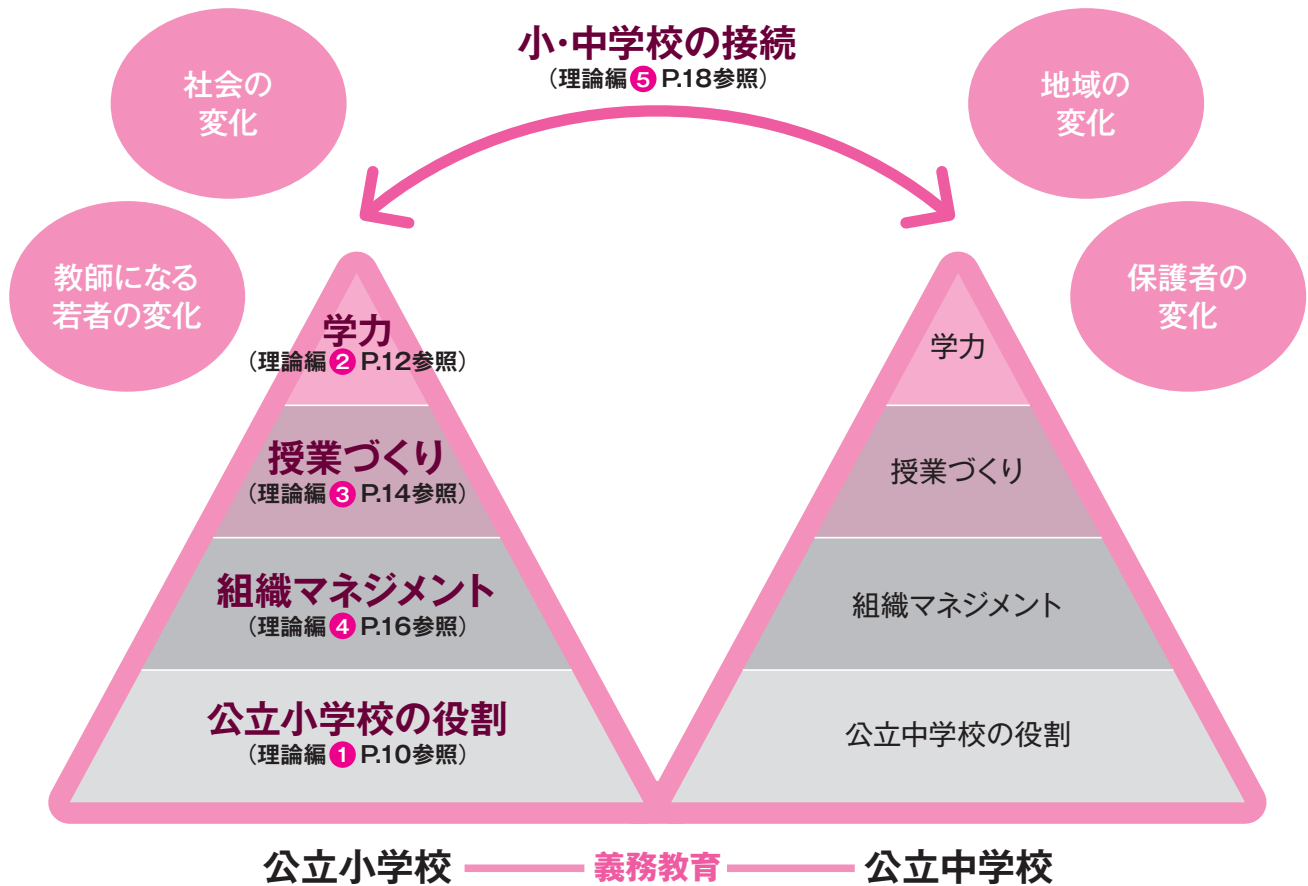 小・中学校の接続
(理論編❺ P.18参照)
社会の
変化
地域の
変化
教師になる
若者の変化
保護者の
変化
学力
(理論編❷ P.12参照)
授業づくり
(理論編❸ P.14参照)
組織マネジメント
(理論編❹ P.16参照)
公立小学校の役割
(理論編❶ P.10参照)
学力
授業づくり
組織マネジメント
公立中学校の役割
公立小学校 義務教育 公立中学校